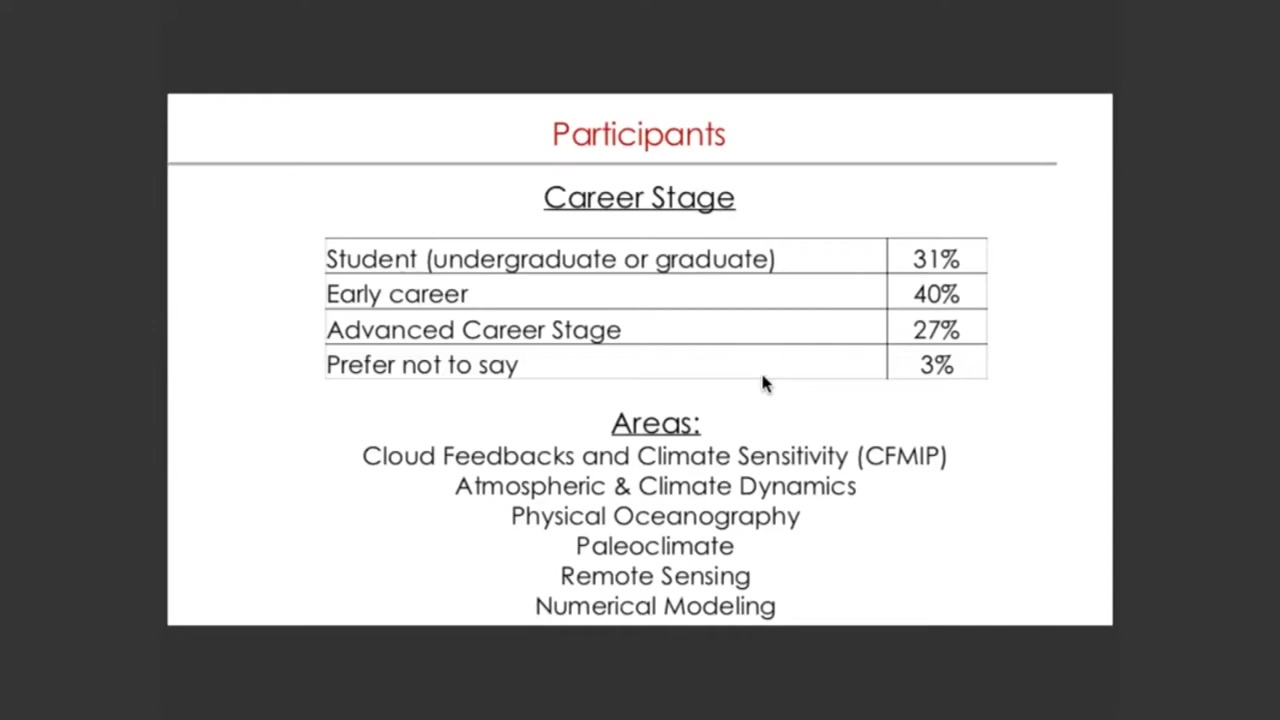 Participants
Career Stage
Student (undergraduate or graduate) 31%
Early career 40%
Advanced Career Stage 27%
Prefer not to say 3%
Areas:
Cloud Feedbacks and Climate Sensitivity (CFMIP)
Atmospheric & Climate Dynamics
Physical Oceanography
Paleoclimate
Remote Sensing
Numerical Modeling